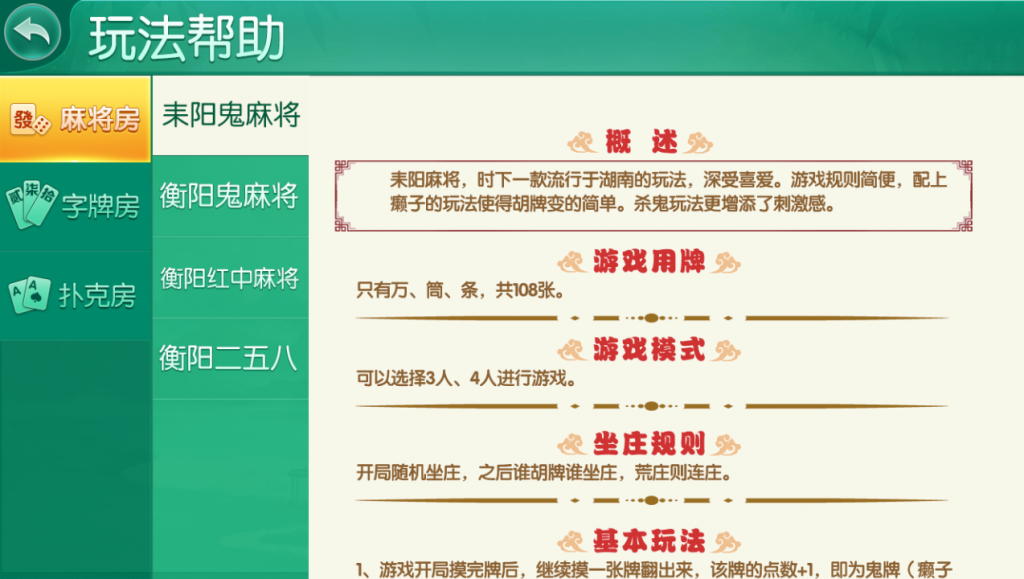 玩法帮助
麻将房
字牌房
扑克房
耒阳鬼麻将
衡阳鬼麻将
衡阳红中麻将
衡阳二五八
概 述
耒阳麻将，时下一款流行于湖南的玩法，深受喜爱。游戏规则简便，配上
癞子的玩法使得胡牌变的简单。杀鬼玩法更增添了刺激感。
游戏用牌
只有万、筒、条，共108张。
游戏模式
可以选择3人、4人进行游戏。
坐庄规则
开局随机坐庄，之后谁胡牌谁坐庄，荒庄则连庄。
基本玩法
1、游戏开局摸完牌后，继续摸一张牌翻出来，该牌的点数+1，即为鬼牌（癞子
發
贰 柒 拾
A A